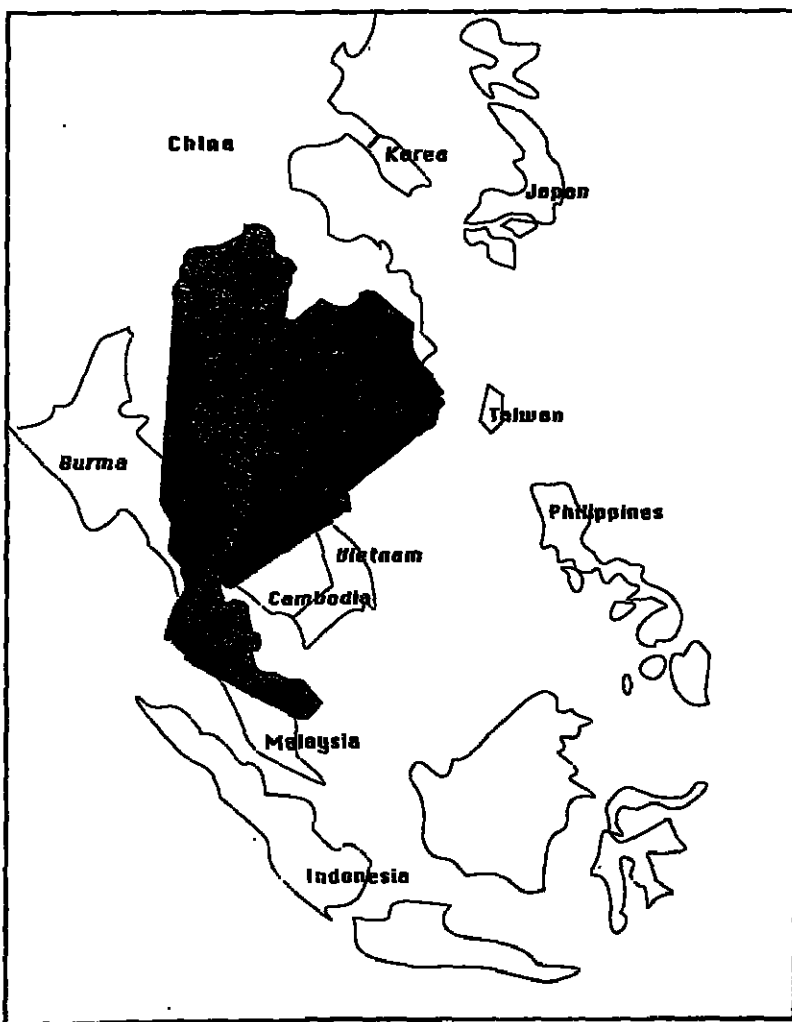 China
Korea
Japan
Taiwan
Burma
Philippines
Vietnam
Cambodia
Malaysia
Indonesia